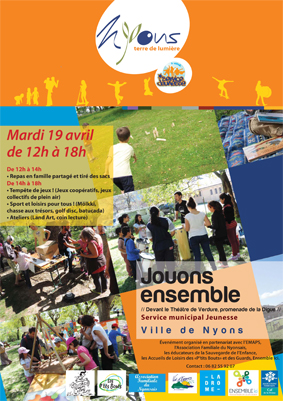 Nyons
terre de lumière
Mardi 19 avril
de 12h à 18h
De 12h à 14h
• Repas en famille partagé et tiré des sacs
De 14h à 18h
• Tempête de jeux ! (Jeux coopératifs, jeux
collectifs de plein air)
• Sport et loisirs pour tous ! (Mölkki,
chasse aux trésors, golf disc, batucada)
• Ateliers (Land Art, coin lecture)
Jouons
ensemble
// Devant le Théâtre de Verdure, promenade de la Digue //
Service municipal Jeunesse
Ville de Nyons
Évènement organisé en partenariat avec l'EMAPS,
l'Association Familiale du Nyonsais,
les éducateurs de la Sauvegarde de l'Enfance,
les Accueils de Loisirs des «P'tits Bouts» et des Guards, Ensemble Ici
LA DROME
ENSEMBLE ICI